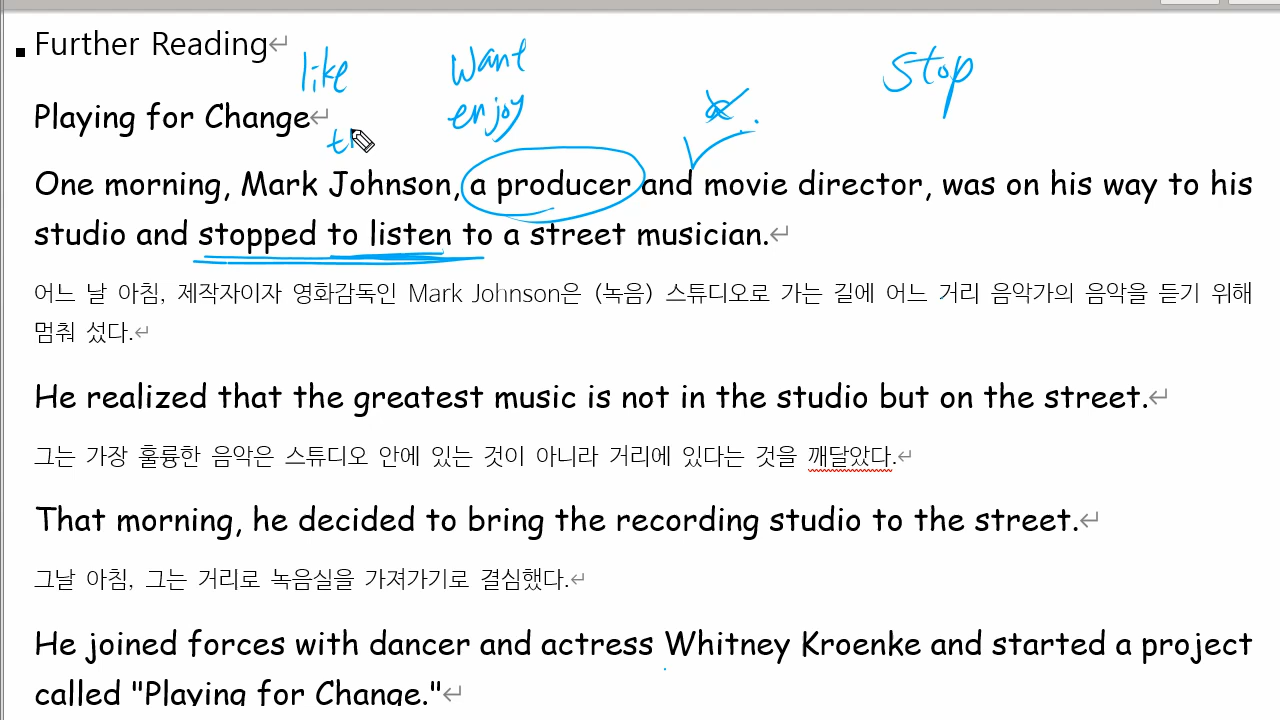 Further Reading
like want stop
enjoy
Playing for Change
One morning, Mark Johnson, a producer and movie director, was on his way to his
studio and stopped to listen to a street musician.
어느 날 아침, 제작자이자 영화감독인 Mark Johnson은 (녹음) 스튜디오로 가는 길에 어느 거리 음악가의 음악을 듣기 위해
멈춰 섰다.
He realized that the greatest music is not in the studio but on the street.
그는 가장 훌륭한 음악은 스튜디오 안에 있는 것이 아니라 거리에 있다는 것을 깨달았다.
That morning, he decided to bring the recording studio to the street.
그날 아침, 그는 거리로 녹음실을 가져가기로 결심했다.
He joined forces with dancer and actress Whitney Kroenke and started a project
called "Playing for Change."